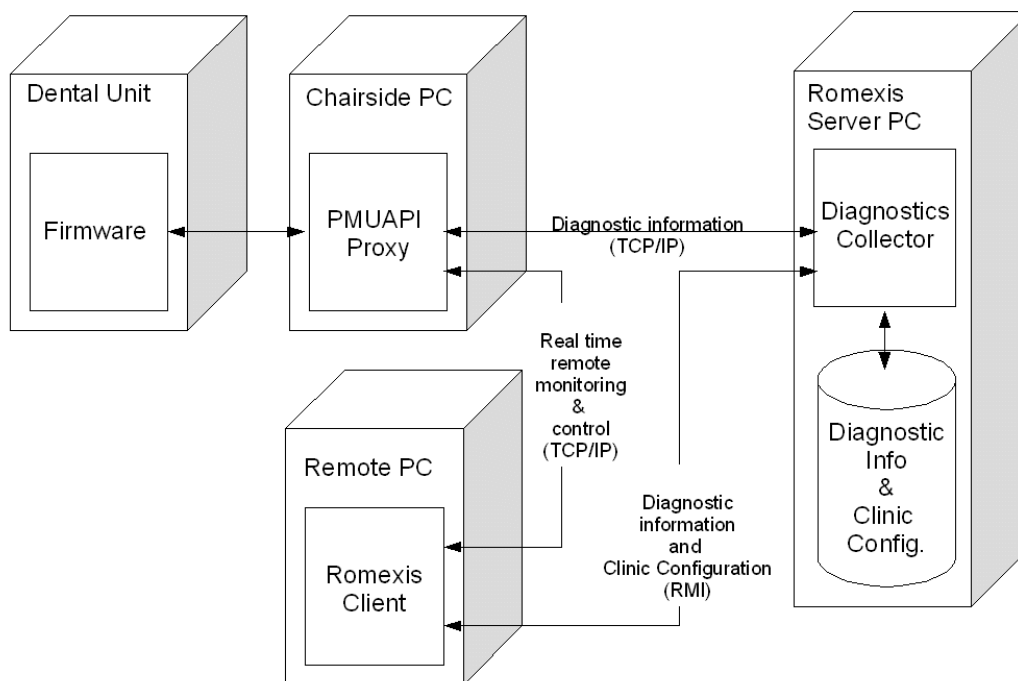 Dental Unit
Firmware
Chairside PC
PMUAPI
Proxy
Diagnostic information
(TCP/IP)
Romexis
Server PC
Diagnostics
Collector
Real time
remote
monitoring
&
control
(TCP/IP)
Remote PC
Romexis
Client
Diagnostic
information
and
Clinic Configuration
(RMI)
Diagnostic
Info
&
Clinic
Config.